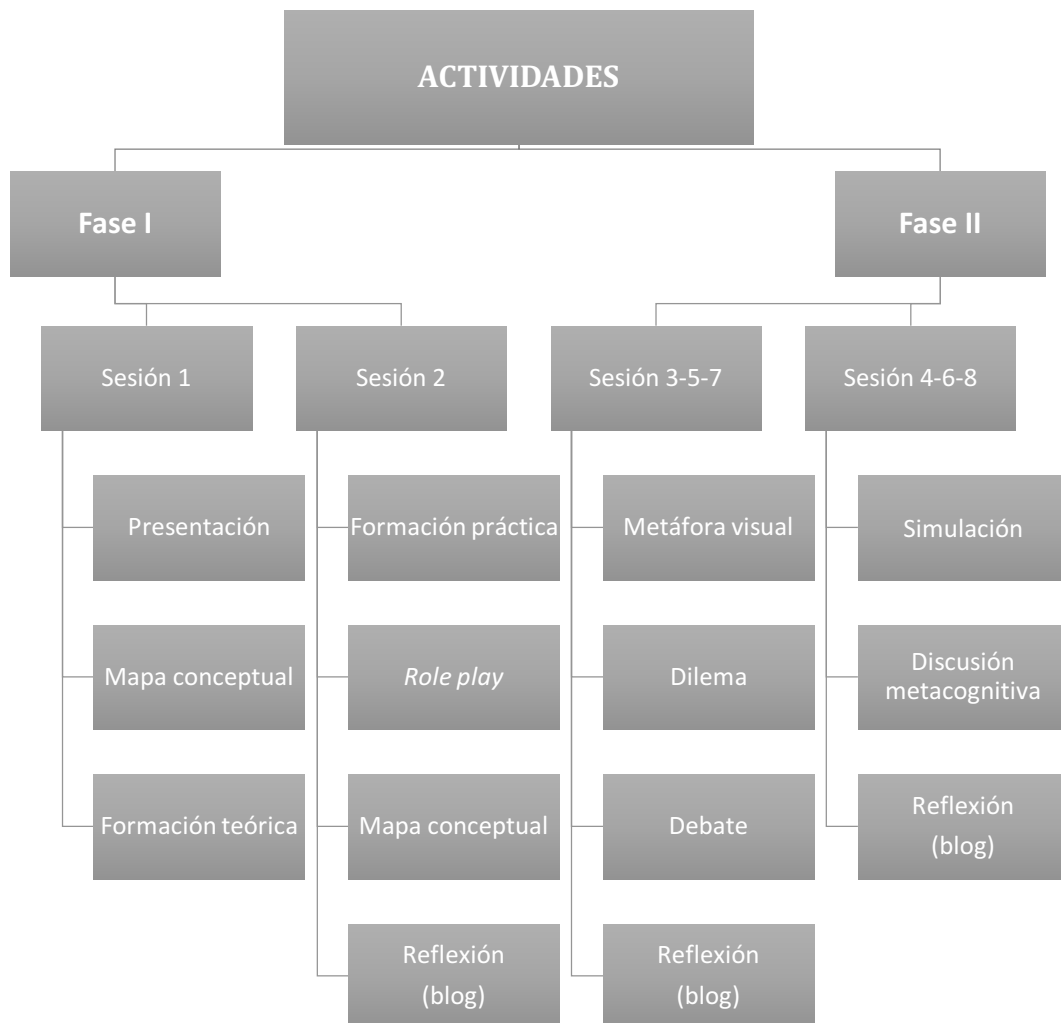 ACTIVIDADES
Fase I
Fase II
Sesión 1
Sesión 2
Sesión 3-5-7
Sesión 4-6-8
Presentación
Formación práctica
Metáfora visual
Simulación
Mapa conceptual
Role play
Dilema
Discusión
metacognitiva
Formación teórica
Mapa conceptual
Debate
Reflexión
(blog)
Reflexión
(blog)
Reflexión
(blog)